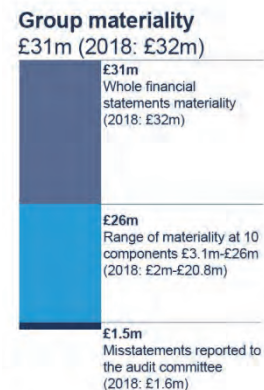 Group materiality
£31m (2018: £32m)
£31m
Whole financial
statements materiality
(2018: £32m)
£26m
Range of materiality at 10
components £3.1m-£26m
(2018: £2m-£20.8m)
£1.5m
Misstatements reported to
the audit committee
(2018: £1.6m)